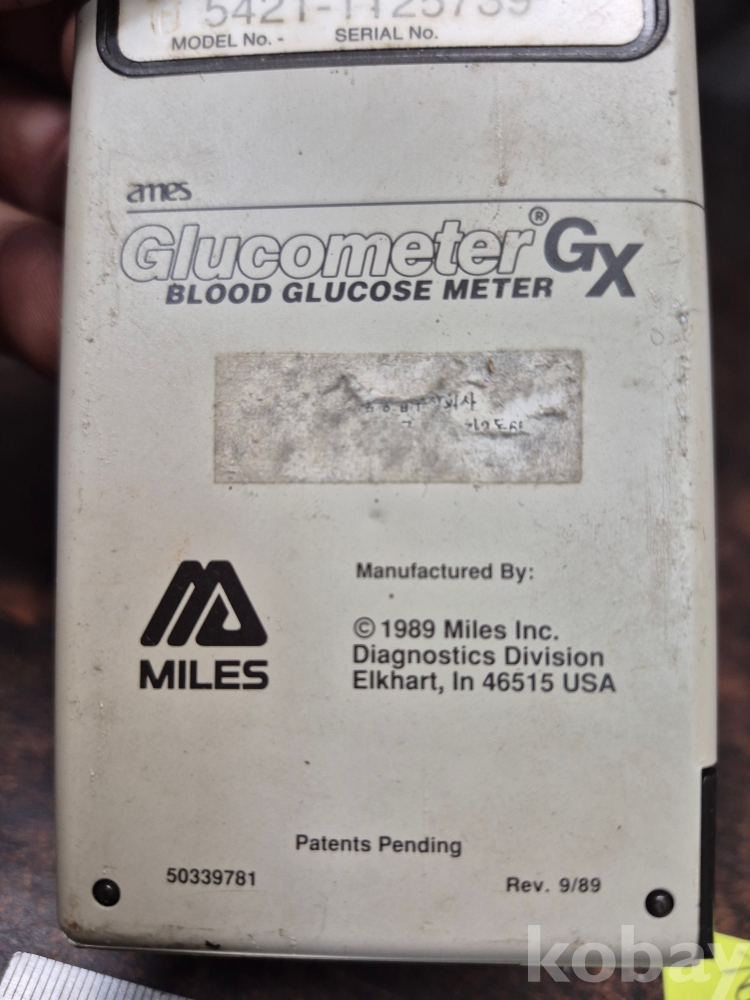 5421-1125739
MODEL No. - SERIAL No.
ames
Glucometer® GX
BLOOD GLUCOSE METER
MILES
Manufactured By:
© 1989 Miles Inc.
Diagnostics Division
Elkhart, In 46515 USA
Patents Pending
50339781
Rev. 9/89
kobay